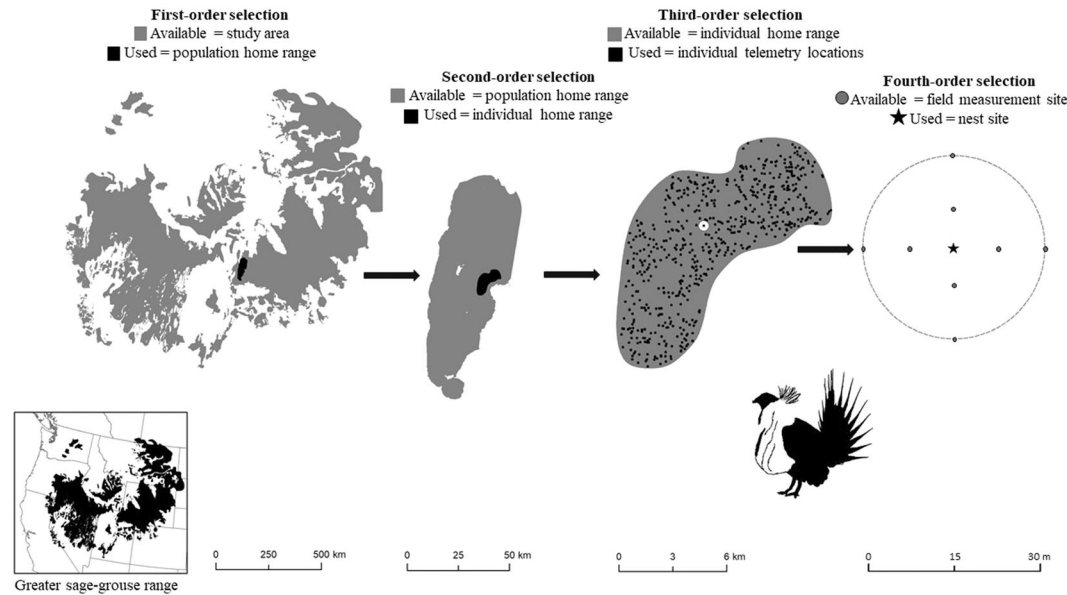 First-order selection
Available = study area
Used = population home range
Second-order selection
Available = population home range
Used = individual home range
Third-order selection
Available = individual home range
Used = individual telemetry locations
Fourth-order selection
Available = field measurement site
Used = nest site
Greater sage-grouse range
0 250 500 km
0 25 50 km
0 3 6 km
0 15 30 m